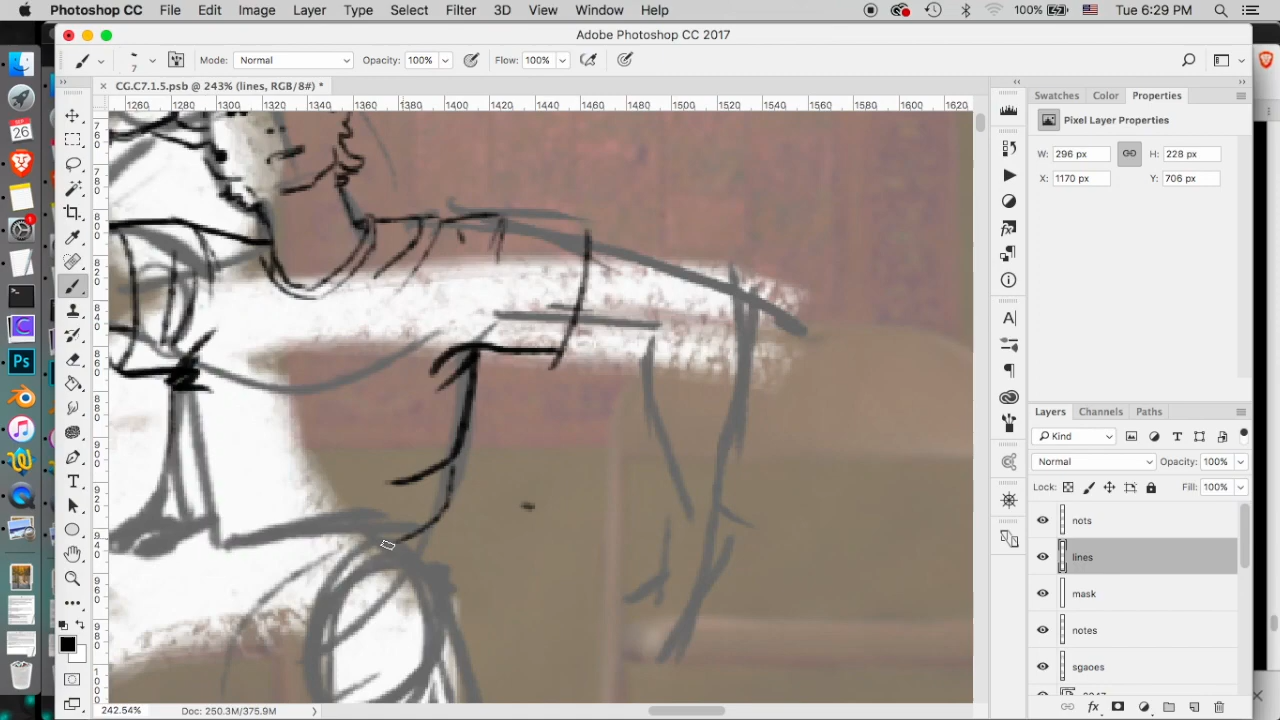 Photoshop CC File Edit Image Layer Type Select Filter 3D View Window Help 100% Tue 6:29 PM
Adobe Photoshop CC 2017
7 Mode: Normal Opacity: 100% Flow: 100%
× CG.C7.1.5.psb @ 243% (lines, RGB/8#) *
1260 1280 1300 1320 1340 1360 1380 1400 1420 1440 1460 1480 1500 1520 1540 1560 1580 1600 1620
Swatches Color Properties
Pixel Layer Properties
W: 296 px H: 228 px
X: 1170 px Y: 706 px
Layers Channels Paths
Kind
Normal Opacity: 100%
Lock: Fill: 100%
nots
lines
mask
notes
sgaoes
242.54% Doc: 250.3M/375.9M